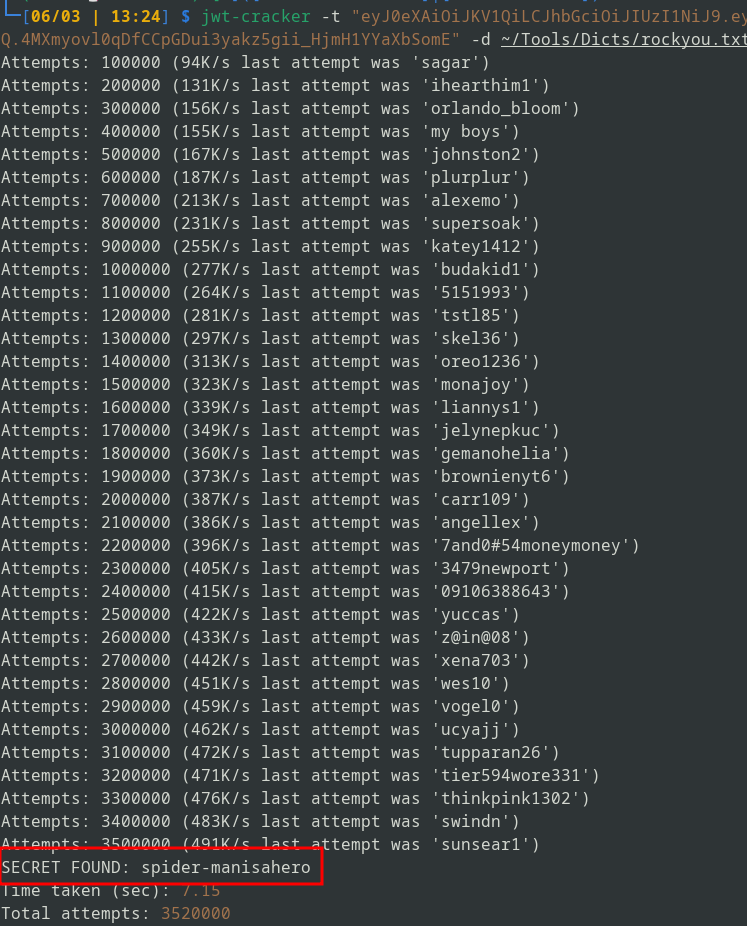 └─[06/03 | 13:24] $ jwt-cracker -t "eyJ0eXAiOiJKV1QiLCJhbGciOiJIUzI1NiJ9.ey
Q.4MXmyovl0qDfCCpGDui3yakz5gii_HjmH1YYaXbSomE" -d ~/Tools/Dicts/rockyou.txt
Attempts: 100000 (94K/s last attempt was 'sagar')
Attempts: 200000 (131K/s last attempt was 'ihearthim1')
Attempts: 300000 (156K/s last attempt was 'orlando_bloom')
Attempts: 400000 (155K/s last attempt was 'my boys')
Attempts: 500000 (167K/s last attempt was 'johnston2')
Attempts: 600000 (187K/s last attempt was 'plurplur')
Attempts: 700000 (213K/s last attempt was 'alexemo')
Attempts: 800000 (231K/s last attempt was 'supersoak')
Attempts: 900000 (255K/s last attempt was 'katey1412')
Attempts: 1000000 (277K/s last attempt was 'budakid1')
Attempts: 1100000 (264K/s last attempt was '5151993')
Attempts: 1200000 (281K/s last attempt was 'tstl85')
Attempts: 1300000 (297K/s last attempt was 'skel36')
Attempts: 1400000 (313K/s last attempt was 'oreo1236')
Attempts: 1500000 (323K/s last attempt was 'monajoy')
Attempts: 1600000 (339K/s last attempt was 'liannys1')
Attempts: 1700000 (349K/s last attempt was 'jelynepkuc')
Attempts: 1800000 (360K/s last attempt was 'gemanohelia')
Attempts: 1900000 (373K/s last attempt was 'brownienyt6')
Attempts: 2000000 (387K/s last attempt was 'carr109')
Attempts: 2100000 (386K/s last attempt was 'angellex')
Attempts: 2200000 (396K/s last attempt was '7and0#54moneymoney')
Attempts: 2300000 (405K/s last attempt was '3479newport')
Attempts: 2400000 (415K/s last attempt was '09106388643')
Attempts: 2500000 (422K/s last attempt was 'yuccas')
Attempts: 2600000 (433K/s last attempt was 'z@in@08')
Attempts: 2700000 (442K/s last attempt was 'xena703')
Attempts: 2800000 (451K/s last attempt was 'wes10')
Attempts: 2900000 (459K/s last attempt was 'vogel0')
Attempts: 3000000 (462K/s last attempt was 'ucyajj')
Attempts: 3100000 (472K/s last attempt was 'tupparan26')
Attempts: 3200000 (471K/s last attempt was 'tier594wore331')
Attempts: 3300000 (476K/s last attempt was 'thinkpink1302')
Attempts: 3400000 (483K/s last attempt was 'swindn')
Attempts: 3500000 (491K/s last attempt was 'sunsear1')
SECRET FOUND: spider-manisahero
Time taken (sec): 7.15
Total attempts: 3520000